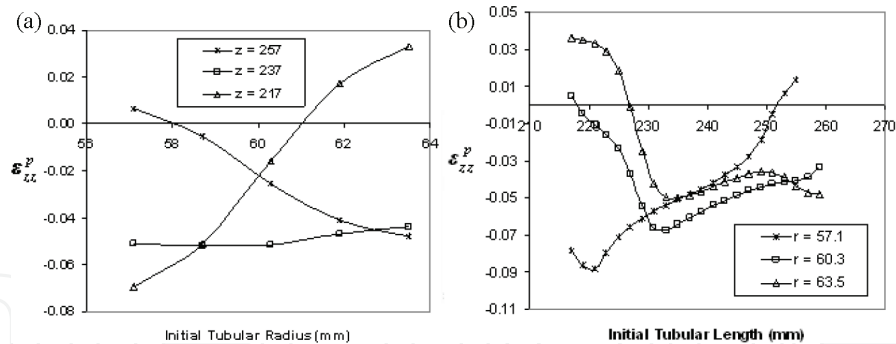 (a)
0.04
0.02
0.00
-0.02
-0.04
-0.06
-0.08
56
58
60
62
64
z = 257
z = 237
z = 217
ε^p_zz
Initial Tubular Radius (mm)
(b)
0.05
0.03
0.01
-0.01
-0.03
-0.05
-0.07
-0.09
-0.11
210
220
230
240
250
260
270
r = 57.1
r = 60.3
r = 63.5
ε^p_zz
Initial Tubular Length (mm)